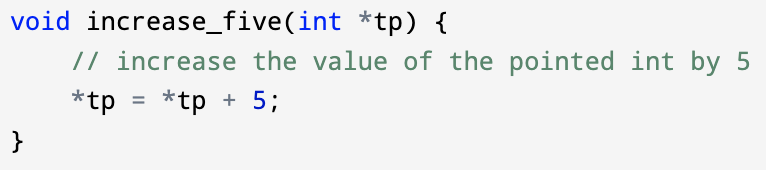 void increase_five(int *tp) {
    // increase the value of the pointed int by 5
    *tp = *tp + 5;
}